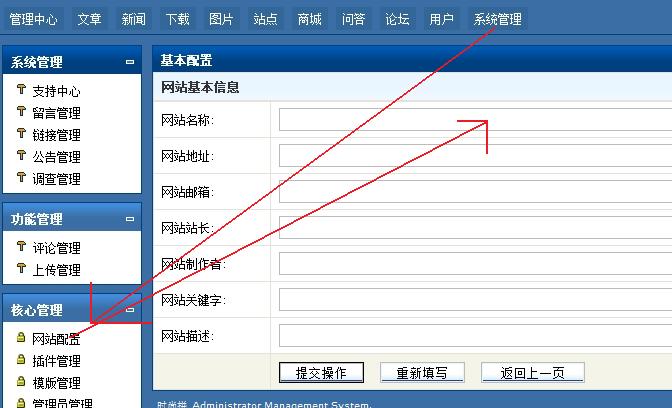 管理中心 文章 新闻 下载 图片 站点 商城 问答 论坛 用户 系统管理
系统管理
支持中心
留言管理
链接管理
公告管理
调查管理
功能管理
评论管理
上传管理
核心管理
网站配置
插件管理
模版管理
管理员管理
基本配置
网站基本信息
网站名称:
网站地址:
网站邮箱:
网站站长:
网站制作者:
网站关键字:
网站描述:
提交操作 重新填写 返回上一页
时尚拼 Administrator Management System.